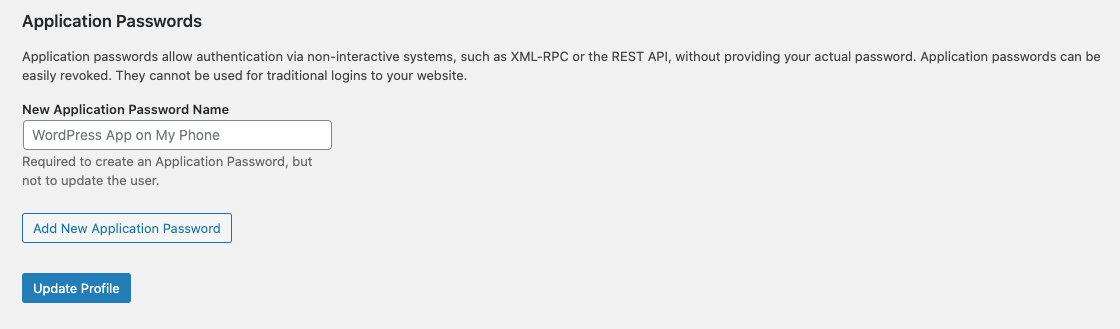 Application Passwords
Application passwords allow authentication via non-interactive systems, such as XML-RPC or the REST API, without providing your actual password. Application passwords can be
easily revoked. They cannot be used for traditional logins to your website.
New Application Password Name
WordPress App on My Phone
Required to create an Application Password, but
not to update the user.
Add New Application Password
Update Profile